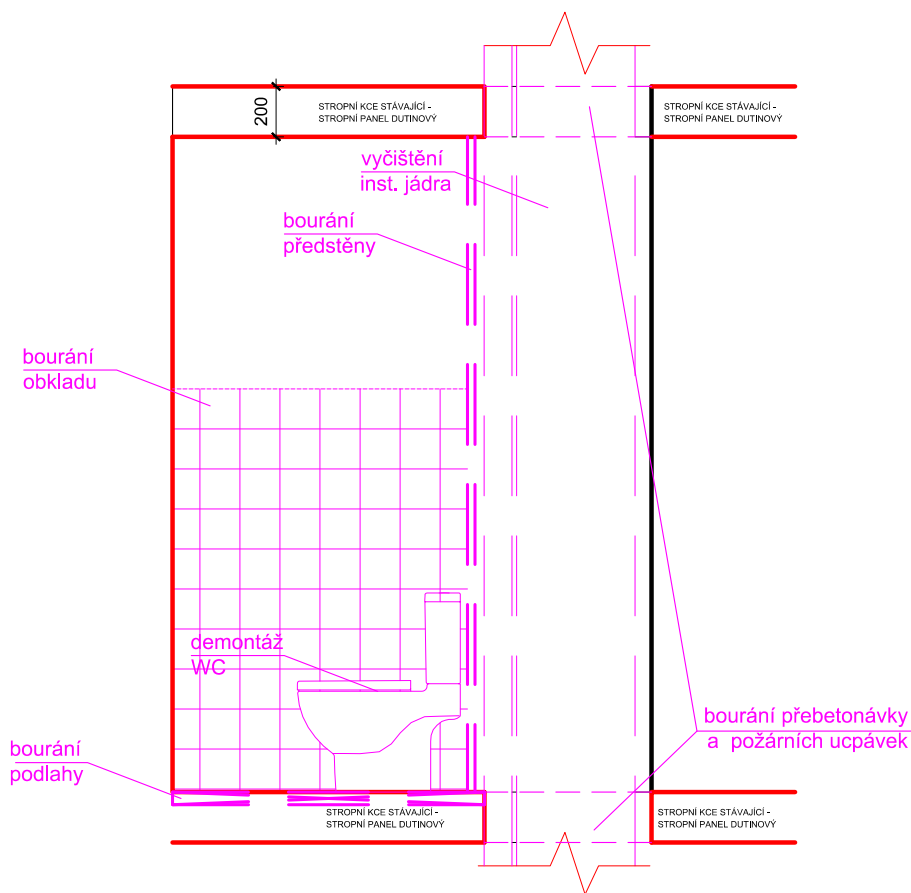 200
STROPNÍ KCE STÁVAJÍCÍ -
STROPNÍ PANEL DUTINOVÝ
STROPNÍ KCE STÁVAJÍCÍ -
STROPNÍ PANEL DUTINOVÝ
vyčištění
inst. jádra
bourání
předstěny
bourání
obkladu
demontáž
WC
bourání přebetonávky
a požárních ucpávek
bourání
podlahy
STROPNÍ KCE STÁVAJÍCÍ -
STROPNÍ PANEL DUTINOVÝ
STROPNÍ KCE STÁVAJÍCÍ -
STROPNÍ PANEL DUTINOVÝ